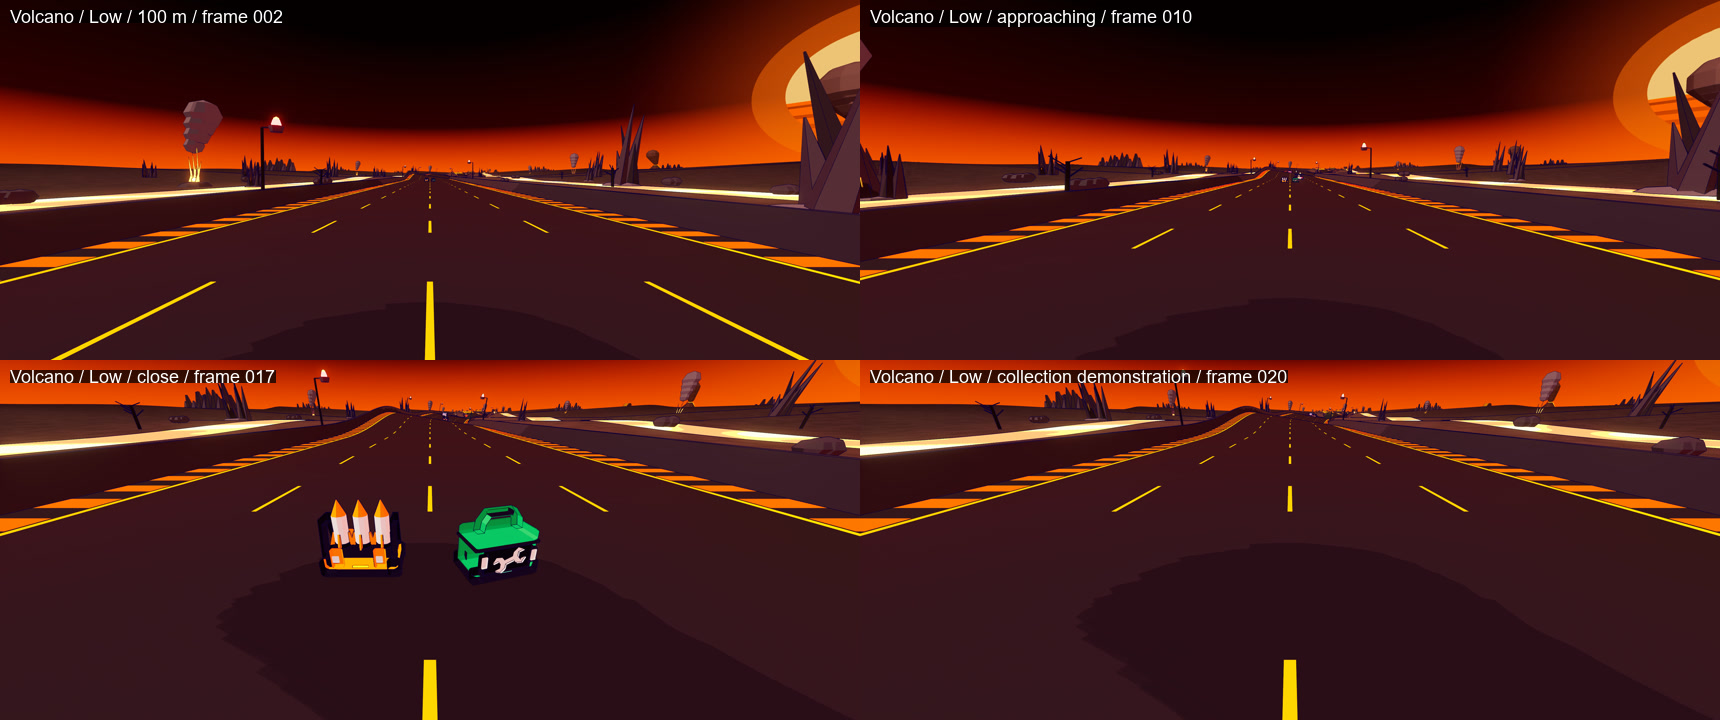 Volcano / Low / 100 m / frame 002
Volcano / Low / approaching / frame 010
Volcano / Low / close / frame 017
Volcano / Low / collection demonstration / frame 020